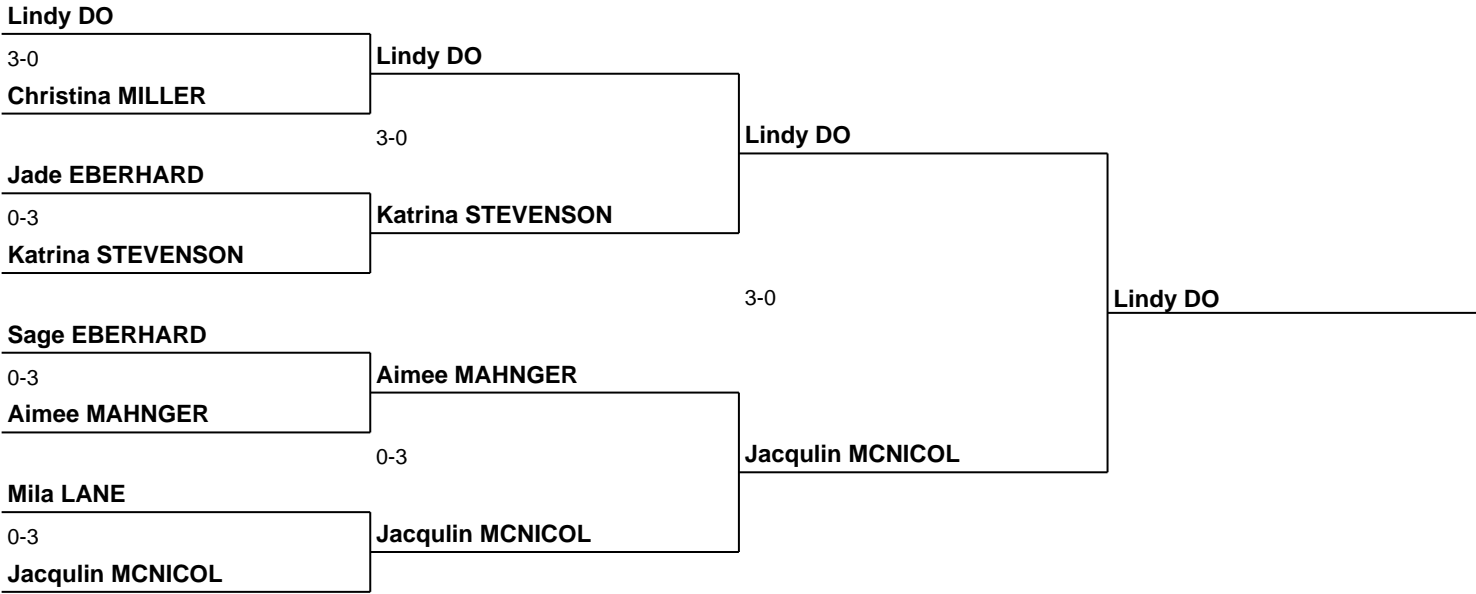 Lindy DO
3-0
Lindy DO
Christina MILLER
3-0
Lindy DO
Jade EBERHARD
0-3
Katrina STEVENSON
Katrina STEVENSON
3-0
Lindy DO
Sage EBERHARD
0-3
Aimee MAHNGER
Aimee MAHNGER
0-3
Jacqulin MCNICOL
Mila LANE
0-3
Jacqulin MCNICOL
Jacqulin MCNICOL